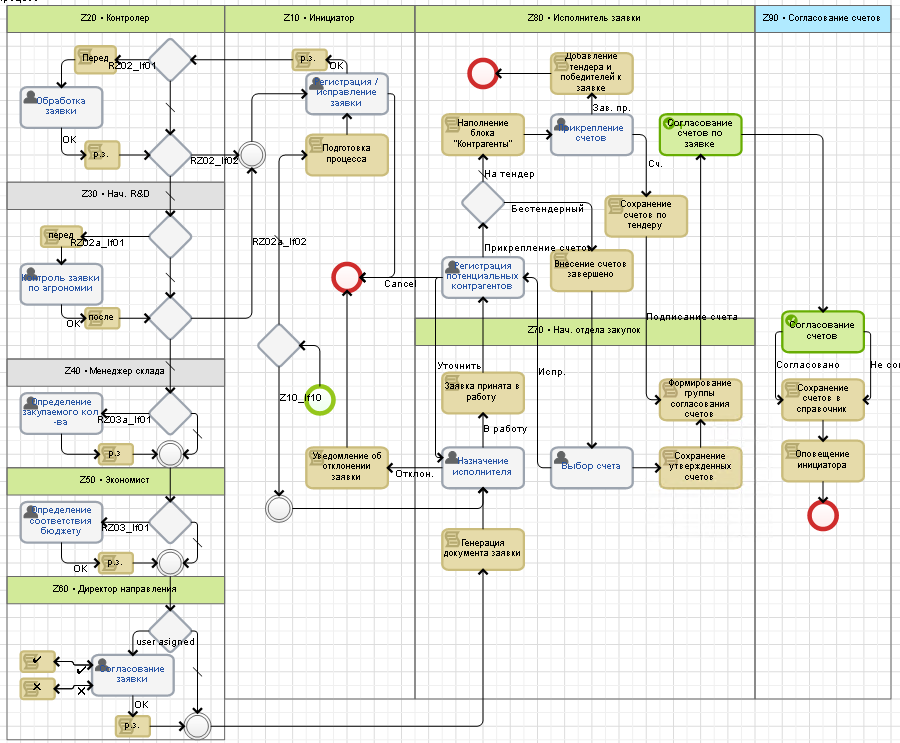 Z20 • Контролер
Z10 • Инициатор
Z80 • Исполнитель заявки
Z90 • Согласование счетов
Перед
RZ02_If01
Обработка
заявки
OK
р.з.
RZ02_If02
р.з.
OK
Регистрация /
исправление
заявки
Подготовка
процесса
Добавление
тендера и
победителей к
заявке
Зав. пр.
Наполнение
блока
"Контрагенты"
Прикрепление
счетов
Согласование
счетов по
заявке
На тендер
Сч.
Бестендерный
Сохранение
счетов по
тендеру
Z30 • Нач. R&D
перед
RZ02a_If01
Контроль заявки
по агрономии
OK
после
RZ02a_If02
Cancel
Прикрепление счетов
Регистрация
потенциальных
контрагентов
Внесение счетов
завершено
Подписание счета
Z70 • Нач. отдела закупок
Согласование
счетов
Согласовано
Z40 • Менеджер склада
Определение
закупаемого кол
-ва
RZ03a_If01
р.з
Z10_If10
Уточнить
Испр.
Заявка принята в
работу
Формирование
группы
согласования
счетов
Сохранение
счетов в
справочник
В работу
Уведомление об
отклонении
заявки
Отклон.
Назначение
исполнителя
Выбор счета
Сохранение
утвержденных
счетов
Оповещение
инициатора
Z50 • Экономист
Определение
соответствия
бюджету
RZ03_If01
OK
р.з.
Генерация
документа заявки
Z60 • Директор направления
user asigned
Согласование
заявки
OK
р.з.